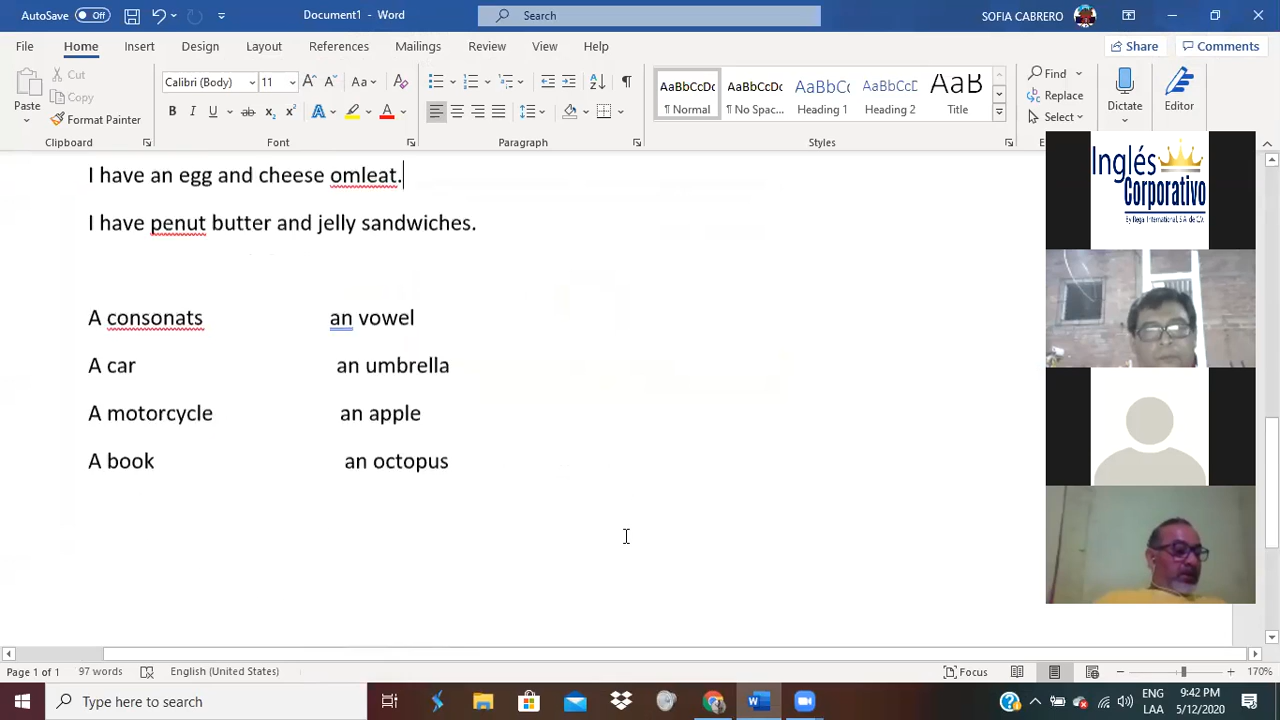 AutoSave Off Document1 - Word Search SOFIA CABRERO
File Home Insert Design Layout References Mailings Review View Help Share Comments
Paste Cut Copy Format Painter
Calibri (Body) 11
AaBbCcDc AaBbCcDc AaBbCc AaBbCcE AaB
¶ Normal ¶ No Spac... Heading 1 Heading 2 Title
Find Replace Select
Dictate Editor
Clipboard Font Paragraph Styles
I have an egg and cheese omleat.
I have penut butter and jelly sandwiches.
A consonats an vowel
A car an umbrella
A motorcycle an apple
A book an octopus
Inglés
Corporativo
By Regal International, S.A. de C.V.
Page 1 of 1 97 words English (United States) Focus 170%
Type here to search ENG 9:42 PM
LAA 5/12/2020